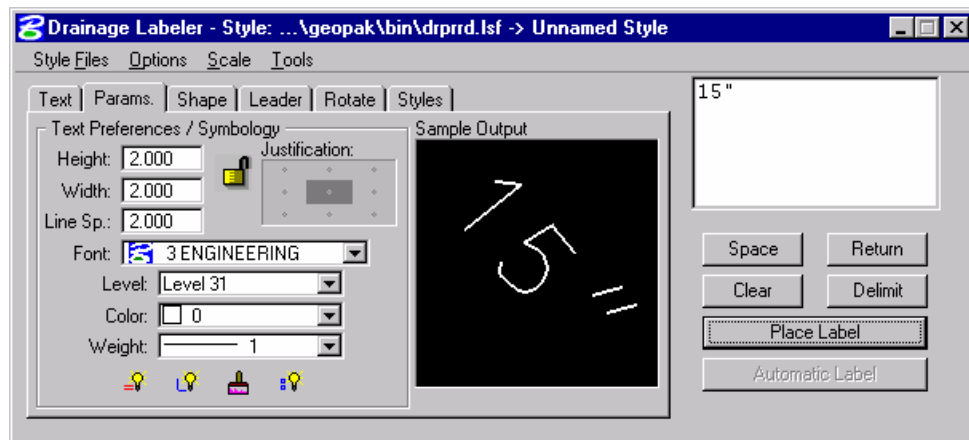 Drainage Labeler - Style: ...\geopak\bin\drprrd.lsf -> Unnamed Style
Style Files Options Scale Tools
Text Params. Shape Leader Rotate Styles
Text Preferences / Symbology
Height: 2.000
Width: 2.000
Line Sp.: 2.000
Justification:
Font: 3 ENGINEERING
Level: Level 31
Color: 0
Weight: 1
Sample Output
15"
15"
Space Return
Clear Delimit
Place Label
Automatic Label